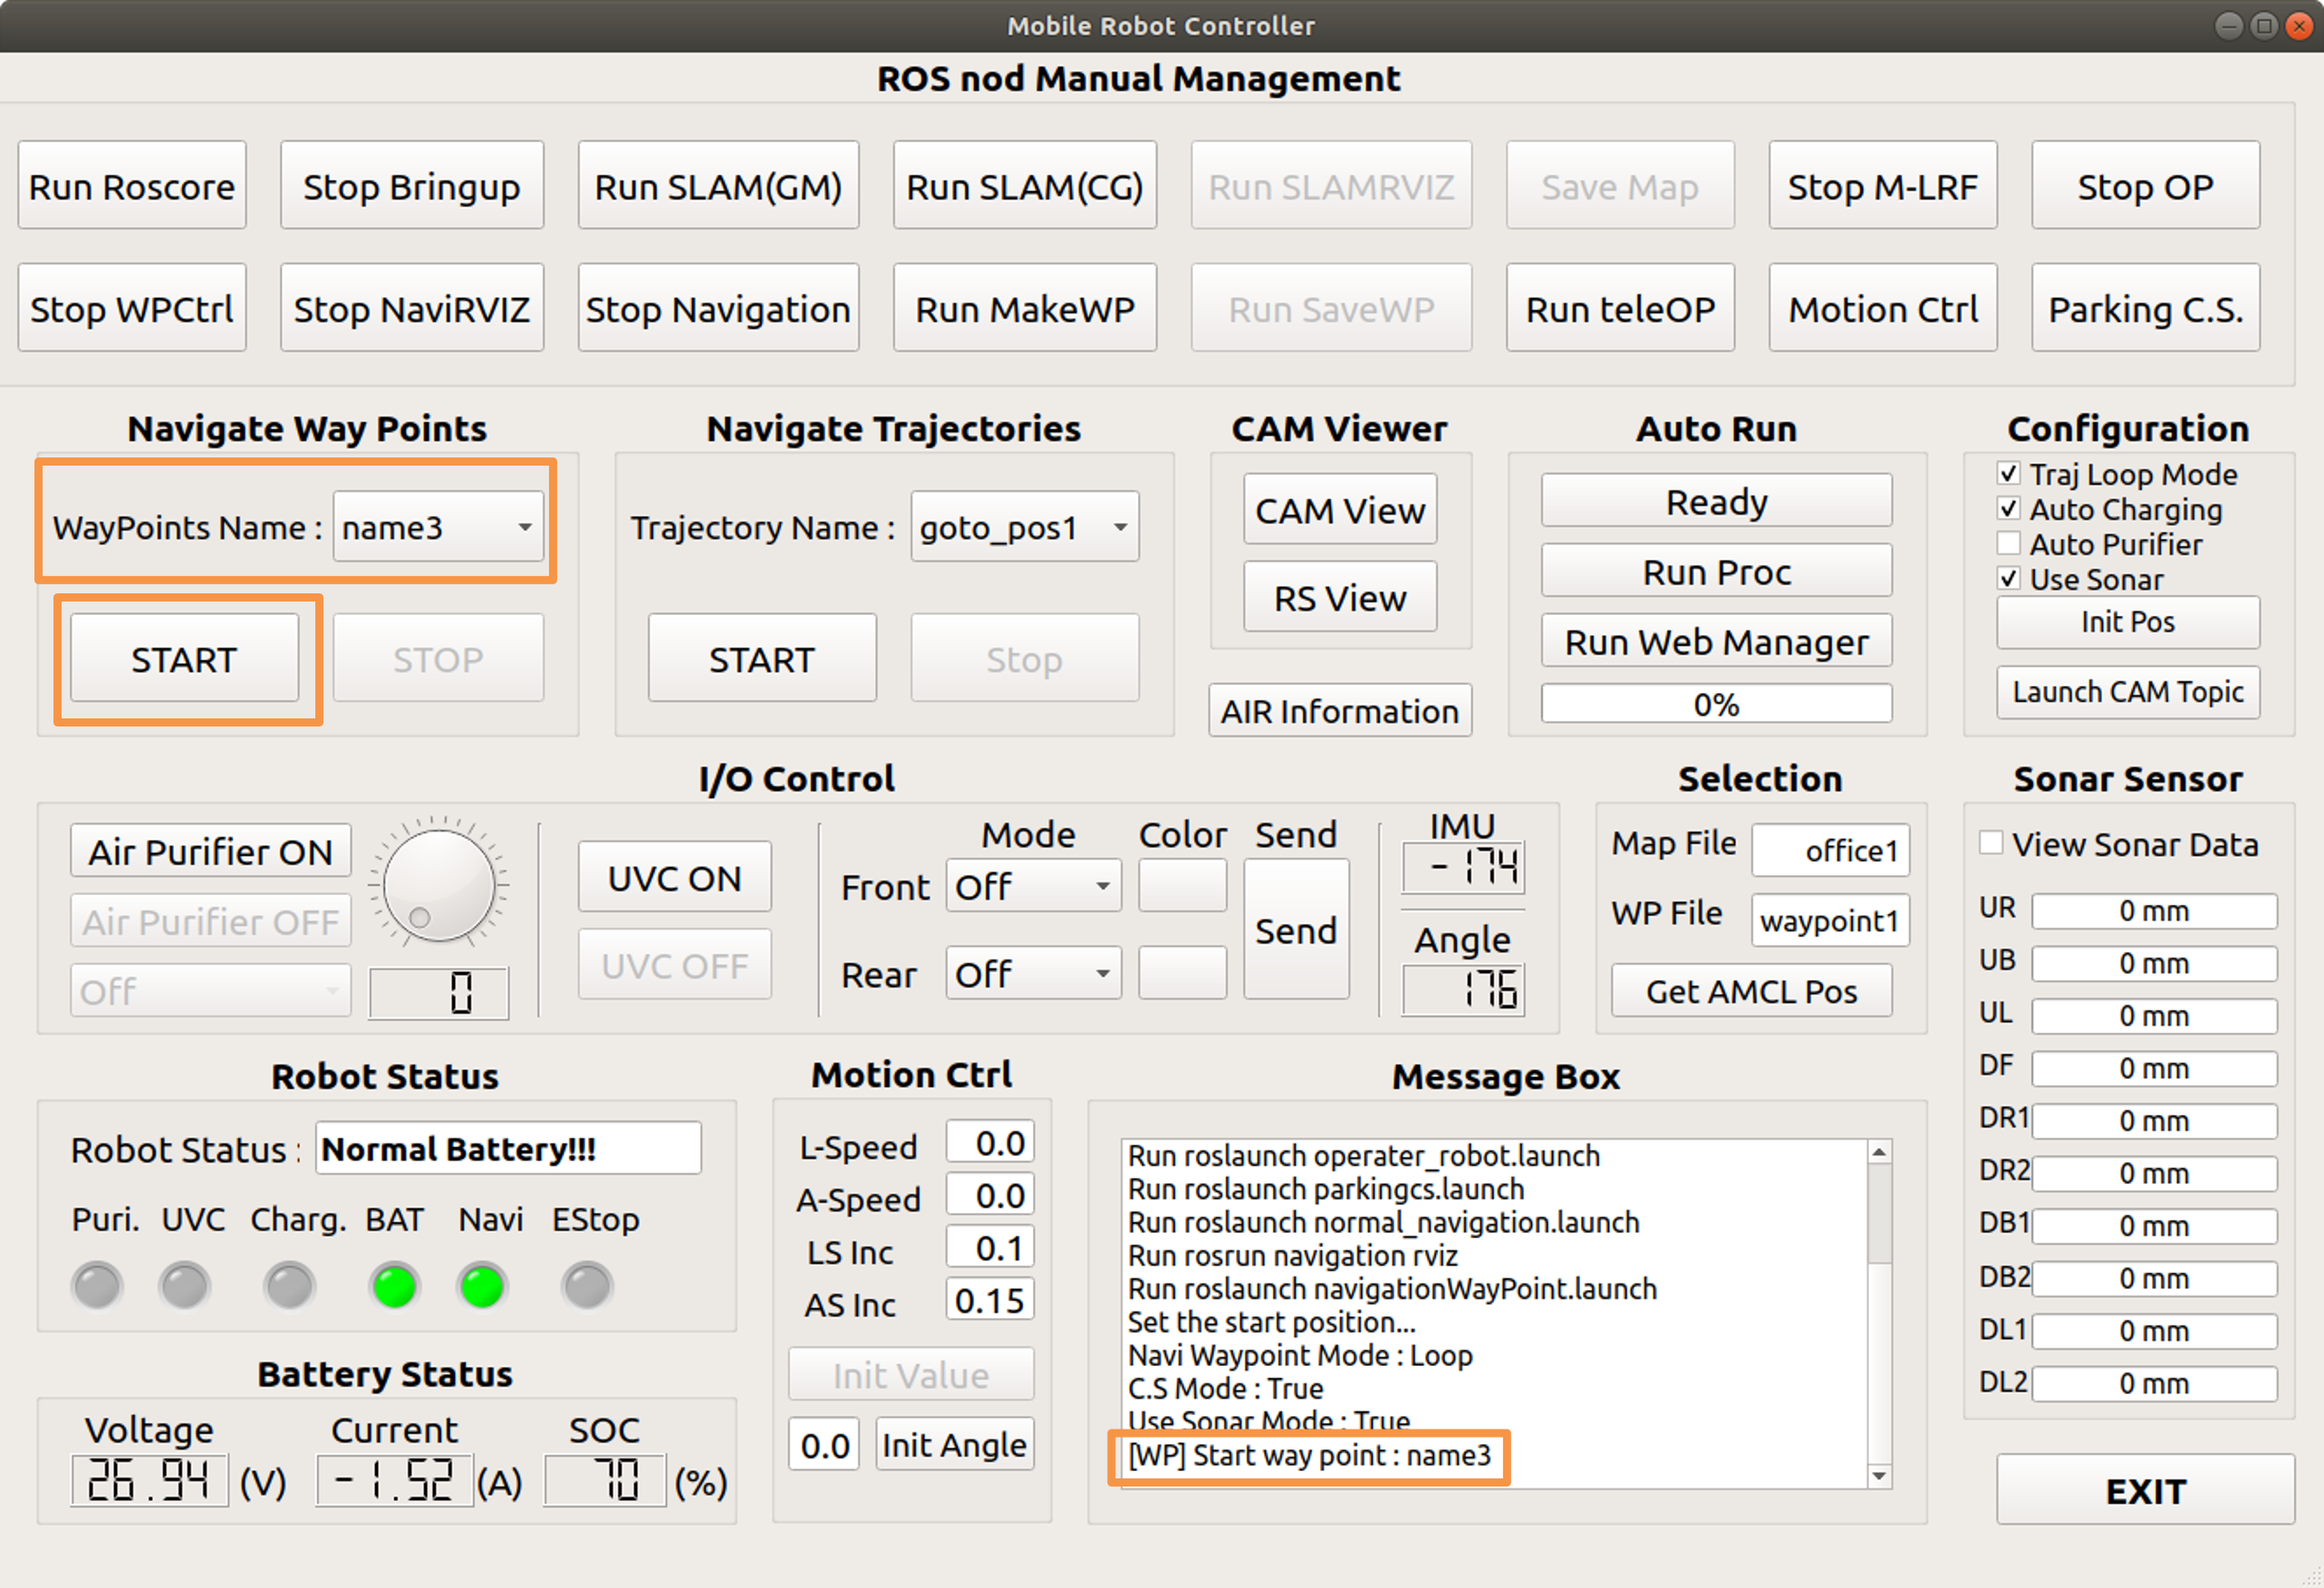 Mobile Robot Controller
ROS nod Manual Management
Run Roscore Stop Bringup Run SLAM(GM) Run SLAM(CG) Run SLAMRVIZ Save Map Stop M-LRF Stop OP
Stop WPCtrl Stop NaviRVIZ Stop Navigation Run MakeWP Run SaveWP Run teleOP Motion Ctrl Parking C.S.
Navigate Way Points
WayPoints Name : name3
START STOP
Navigate Trajectories
Trajectory Name : goto_pos1
START Stop
CAM Viewer
CAM View
RS View
AIR Information
Auto Run
Ready
Run Proc
Run Web Manager
0%
Configuration
Traj Loop Mode
Auto Charging
Auto Purifier
Use Sonar
Init Pos
Launch CAM Topic
I/O Control
Air Purifier ON
Air Purifier OFF
Off 0
UVC ON
UVC OFF
Mode Color Send
Front Off
Send
Rear Off
IMU
-174
Angle
176
Selection
Map File office1
WP File waypoint1
Get AMCL Pos
Sonar Sensor
View Sonar Data
UR 0 mm
UB 0 mm
UL 0 mm
DF 0 mm
DR1 0 mm
DR2 0 mm
DB1 0 mm
DB2 0 mm
DL1 0 mm
DL2 0 mm
Robot Status
Robot Status : Normal Battery!!!
Puri. UVC Charg. BAT Navi EStop
Battery Status
Voltage Current SOC
26.94 (V) -1.52 (A) 70 (%)
Motion Ctrl
L-Speed 0.0
A-Speed 0.0
LS Inc 0.1
AS Inc 0.15
Init Value
0.0 Init Angle
Message Box
Run roslaunch operater_robot.launch
Run roslaunch parkingcs.launch
Run roslaunch normal_navigation.launch
Run rosrun navigation rviz
Run roslaunch navigationWayPoint.launch
Set the start position...
Navi Waypoint Mode : Loop
C.S Mode : True
Use Sonar Mode : True
[WP] Start way point : name3
EXIT